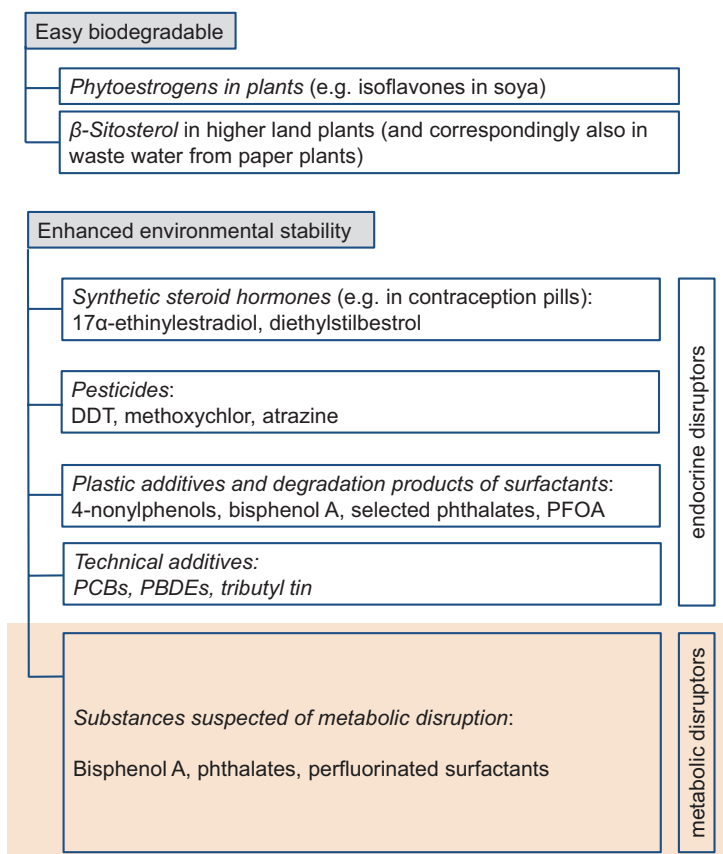 Easy biodegradable
Phytoestrogens in plants (e.g. isoflavones in soya)
β-Sitosterol in higher land plants (and correspondingly also in
waste water from paper plants)
Enhanced environmental stability
Synthetic steroid hormones (e.g. in contraception pills):
17α-ethinylestradiol, diethylstilbestrol
Pesticides:
DDT, methoxychlor, atrazine
Plastic additives and degradation products of surfactants:
4-nonylphenols, bisphenol A, selected phthalates, PFOA
Technical additives:
PCBs, PBDEs, tributyl tin
endocrine disruptors
Substances suspected of metabolic disruption:
Bisphenol A, phthalates, perfluorinated surfactants
metabolic disruptors